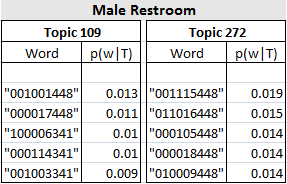 Male Restroom
Topic 109 Topic 272
Word p(w|T) Word p(w|T)
"001001448" 0.013 "001115448" 0.019
"000017448" 0.011 "011016448" 0.015
"100006341" 0.01 "000105448" 0.014
"000114341" 0.01 "000018448" 0.014
"001003341" 0.009 "010009448" 0.014